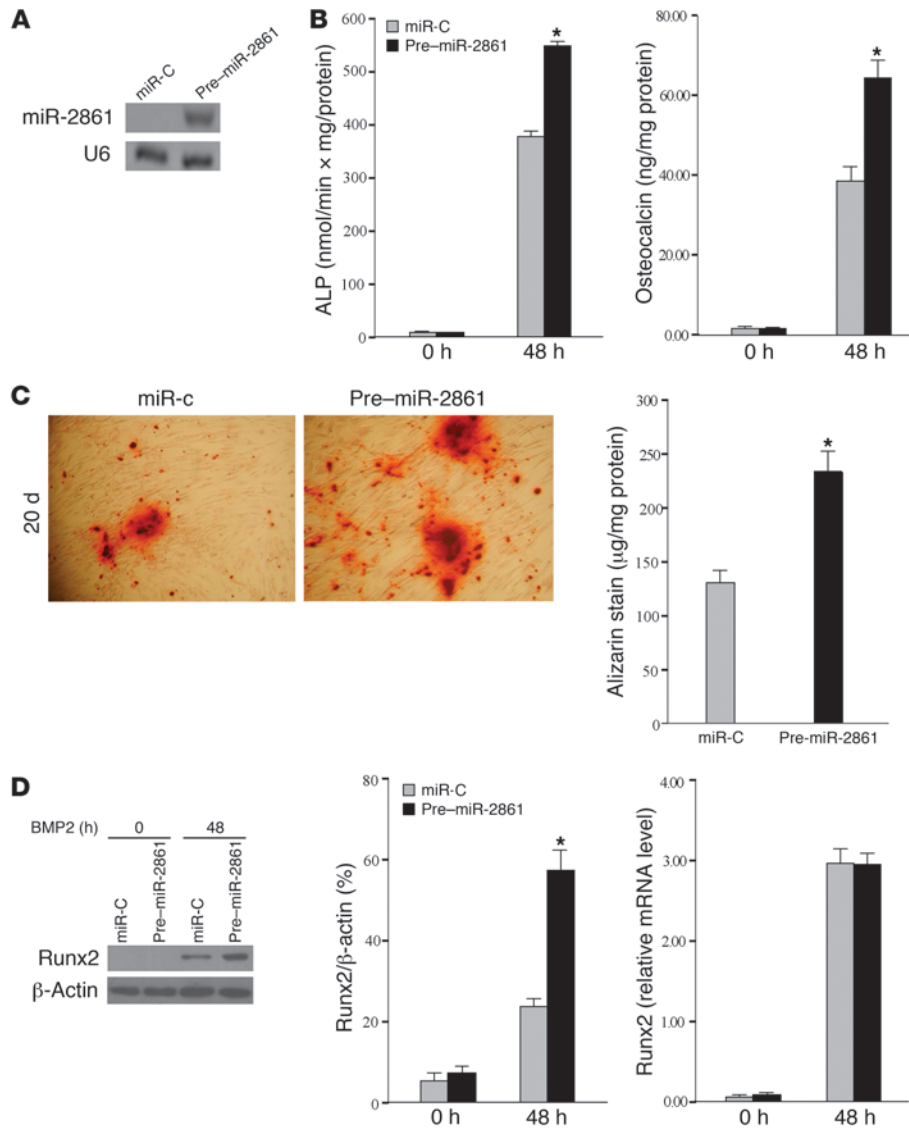 A
miR-C
Pre–miR-2861
miR-2861
U6
B
ALP (nmol/min × mg/protein)
600
500
400
300
200
100
0
miR-C
Pre–miR-2861
*
0 h
48 h
Osteocalcin (ng/mg protein)
80.00
60.00
40.00
20.00
0.00
*
0 h
48 h
C
miR-c
Pre–miR-2861
20 d
Alizarin stain (µg/mg protein)
300
250
200
150
100
50
0
*
miR-C
Pre-miR-2861
D
BMP2 (h)
0
48
miR-C
Pre–miR-2861
miR-C
Pre–miR-2861
Runx2
β-Actin
Runx2/β-actin (%)
80
60
40
20
0
miR-C
Pre–miR-2861
*
0 h
48 h
Runx2 (relative mRNA level)
4.00
3.00
2.00
1.00
0.00
0 h
48 h